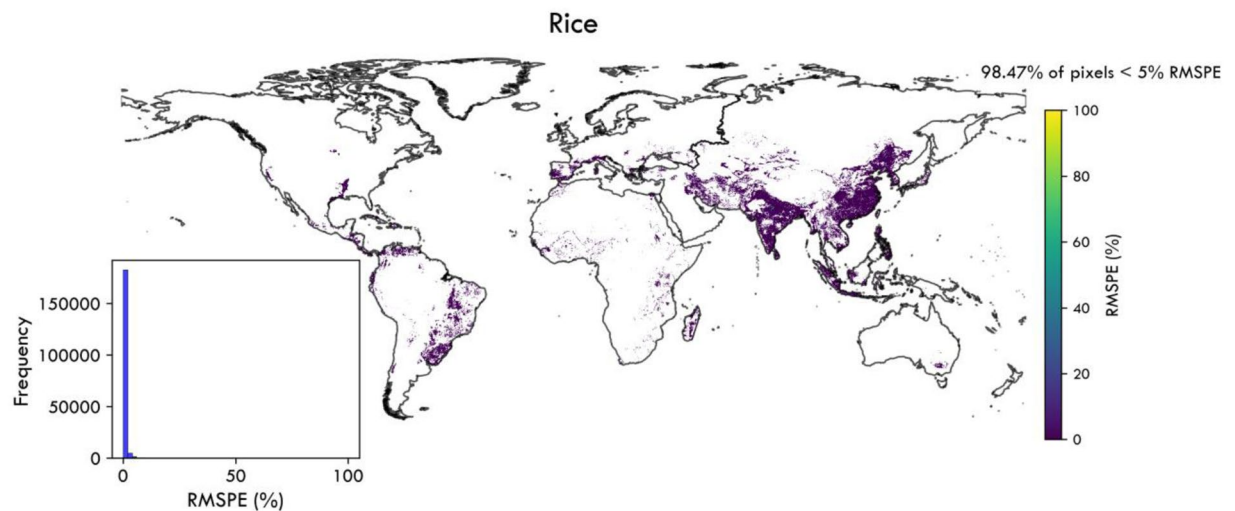 Rice
98.47% of pixels < 5% RMSPE
100
80
60
40
20
0
RMSPE (%)
150000
100000
50000
0
Frequency
0 50 100
RMSPE (%)